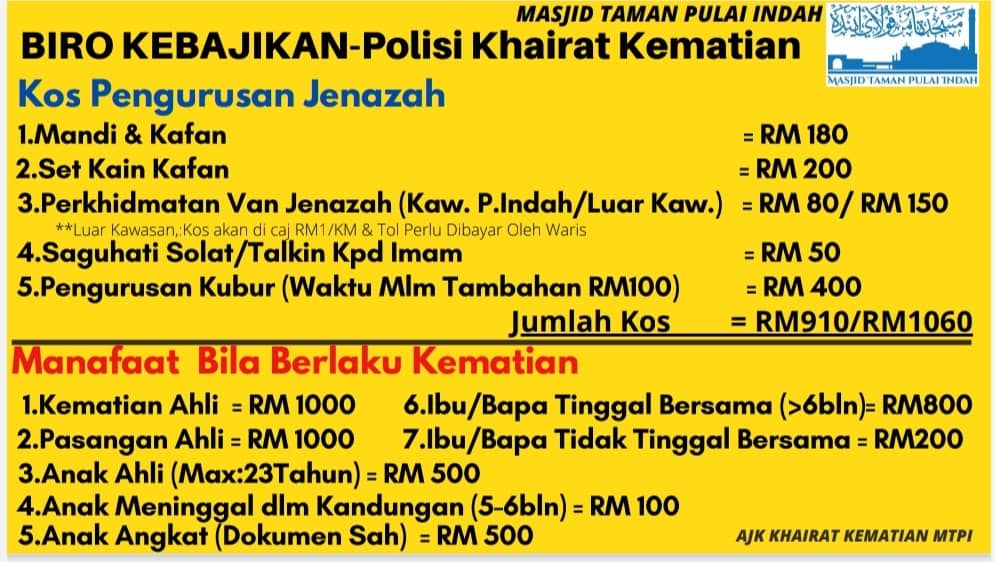 MASJID TAMAN PULAI INDAH
BIRO KEBAJIKAN-Polisi Khairat Kematian
MASJID TAMAN PULAI INDAH
Kos Pengurusan Jenazah
1.Mandi & Kafan = RM 180
2.Set Kain Kafan = RM 200
3.Perkhidmatan Van Jenazah (Kaw. P.Indah/Luar Kaw.) = RM 80/ RM 150
**Luar Kawasan,:Kos akan di caj RM1/KM & Tol Perlu Dibayar Oleh Waris
4.Saguhati Solat/Talkin Kpd Imam = RM 50
5.Pengurusan Kubur (Waktu Mlm Tambahan RM100) = RM 400
Jumlah Kos = RM910/RM1060
Manafaat Bila Berlaku Kematian
1.Kematian Ahli = RM 1000 6.Ibu/Bapa Tinggal Bersama (>6bln)= RM800
2.Pasangan Ahli = RM 1000 7.Ibu/Bapa Tidak Tinggal Bersama = RM200
3.Anak Ahli (Max:23Tahun) = RM 500
4.Anak Meninggal dlm Kandungan (5-6bln) = RM 100
5.Anak Angkat (Dokumen Sah) = RM 500
AJK KHAIRAT KEMATIAN MTPI